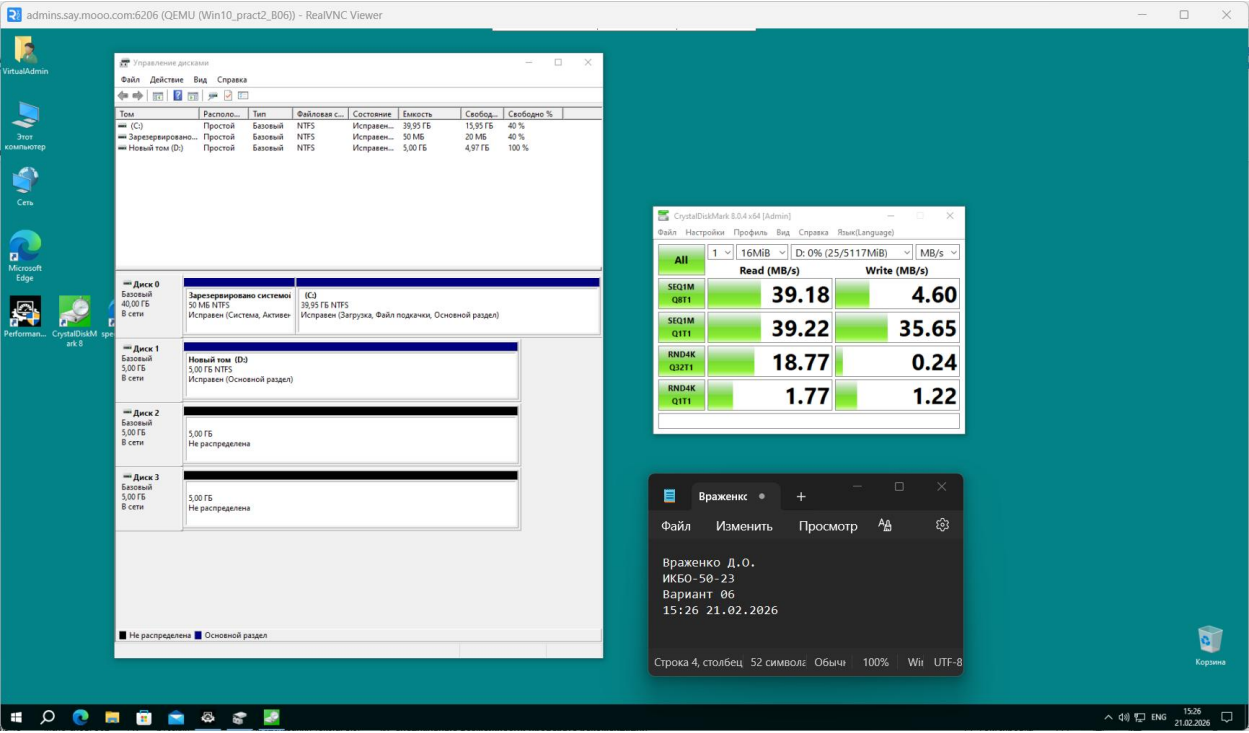 admins.say.mooo.com:6206 (QEMU (Win10_pract2_B06)) - RealVNC Viewer
VirtualAdmin
Этот
компьютер
Сеть
Microsoft
Edge
Performan...
CrystalDiskM
ark 8
spe
Управление дисками
Файл Действие Вид Справка
Том Располо... Тип Файловая с... Состояние Емкость Свобод... Свободно %
(C:) Простой Базовый NTFS Исправен... 39,95 ГБ 15,95 ГБ 40 %
Зарезервировано... Простой Базовый NTFS Исправен... 50 МБ 20 МБ 40 %
Новый том (D:) Простой Базовый NTFS Исправен... 5,00 ГБ 4,97 ГБ 100 %
Диск 0
Базовый
40,00 ГБ
В сети
Зарезервировано системой
50 МБ NTFS
Исправен (Система, Активен
(C:)
39,95 ГБ NTFS
Исправен (Загрузка, Файл подкачки, Основной раздел)
Диск 1
Базовый
5,00 ГБ
В сети
Новый том (D:)
5,00 ГБ NTFS
Исправен (Основной раздел)
Диск 2
Базовый
5,00 ГБ
В сети
5,00 ГБ
Не распределена
Диск 3
Базовый
5,00 ГБ
В сети
5,00 ГБ
Не распределена
Не распределена Основной раздел
CrystalDiskMark 8.0.4 x64 [Admin]
Файл Настройки Профиль Вид Справка Язык(Language)
All 1 16MiB D: 0% (25/5117MiB) MB/s
Read (MB/s) Write (MB/s)
SEQ1M
Q8T1 39.18 4.60
SEQ1M
Q1T1 39.22 35.65
RND4K
Q32T1 18.77 0.24
RND4K
Q1T1 1.77 1.22
Враженкс
Файл Изменить Просмотр
Враженко Д.О.
ИКБО-50-23
Вариант 06
15:26 21.02.2026
Строка 4, столбец 52 символа Обычн 100% Wi UTF-8
Корзина
ENG
15:26
21.02.2026